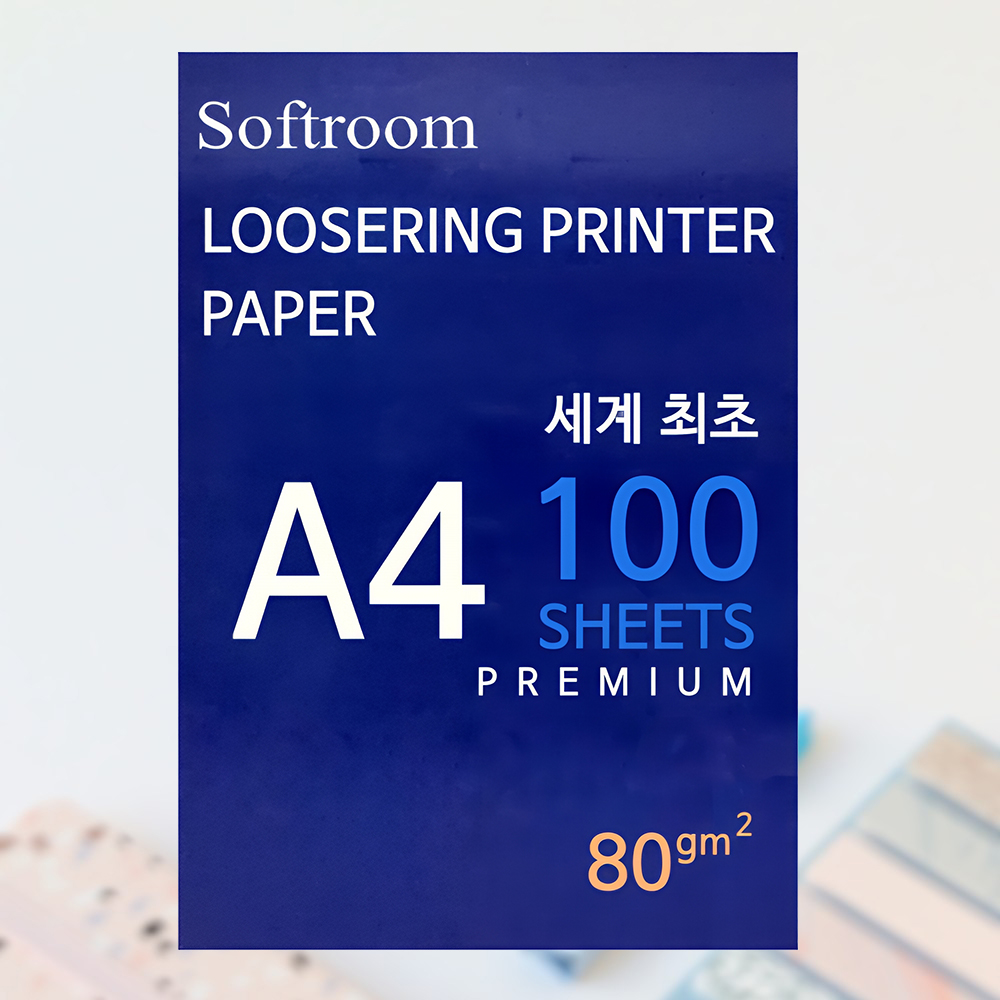 Softroom
LOOSERING PRINTER
PAPER
세계 최초
A4
100
SHEETS
PREMIUM
80gm²